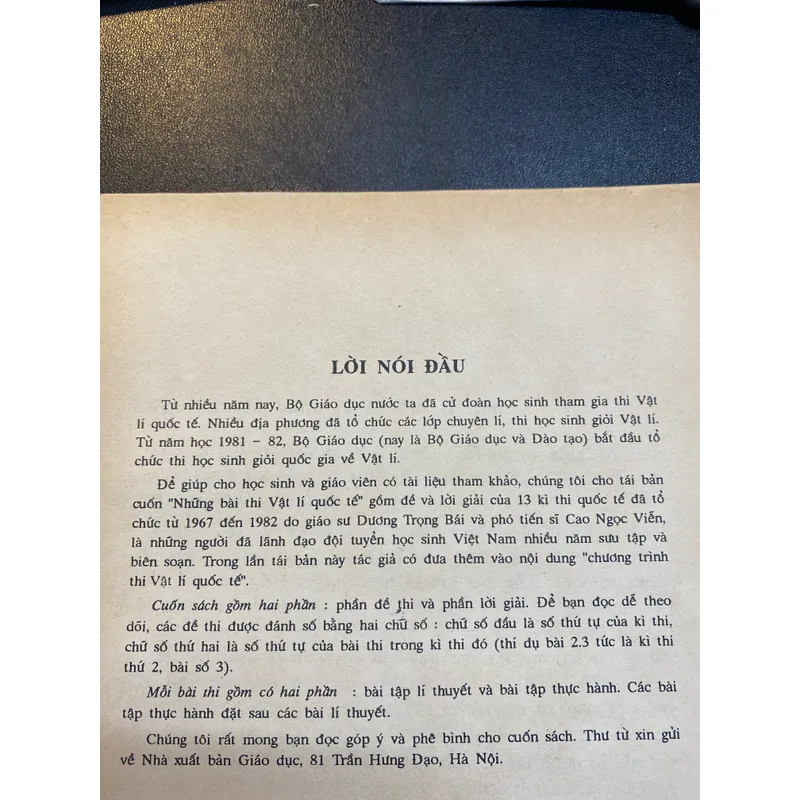 LỜI NÓI ĐẦU
Từ nhiều năm nay, Bộ Giáo dục nước ta đã cử đoàn học sinh tham gia thi Vật
lí quốc tế. Nhiều địa phương đã tổ chức các lớp chuyên lí, thi học sinh giỏi Vật lí.
Từ năm học 1981 – 82, Bộ Giáo dục (nay là Bộ Giáo dục và Đào tạo) bắt đầu tổ
chức thi học sinh giỏi quốc gia về Vật lí.
Để giúp cho học sinh và giáo viên có tài liệu tham khảo, chúng tôi cho tái bản
cuốn "Những bài thi Vật lí quốc tế" gồm đề và lời giải của 13 kì thi quốc tế đã tổ
chức từ 1967 đến 1982 do giáo sư Dương Trọng Bái và phó tiến sĩ Cao Ngọc Viễn,
là những người đã lãnh đạo đội tuyển học sinh Việt Nam nhiều năm sưu tập và
biên soạn. Trong lần tái bản này tác giả có đưa thêm vào nội dung "chương trình
thi Vật lí quốc tế".
Cuốn sách gồm hai phần : phần đề thi và phần lời giải. Để bạn đọc dễ theo
dõi, các đề thi được đánh số bằng hai chữ số : chữ số đầu là số thứ tự của kì thi,
chữ số thứ hai là số thứ tự của bài thi trong kì thi đó (thí dụ bài 2.3 tức là kì thi
thứ 2, bài số 3).
Mỗi bài thi gồm có hai phần : bài tập lí thuyết và bài tập thực hành. Các bài
tập thực hành đặt sau các bài lí thuyết.
Chúng tôi rất mong bạn đọc góp ý và phê bình cho cuốn sách. Thư từ xin gửi
về Nhà xuất bản Giáo dục, 81 Trần Hưng Đạo, Hà Nội.